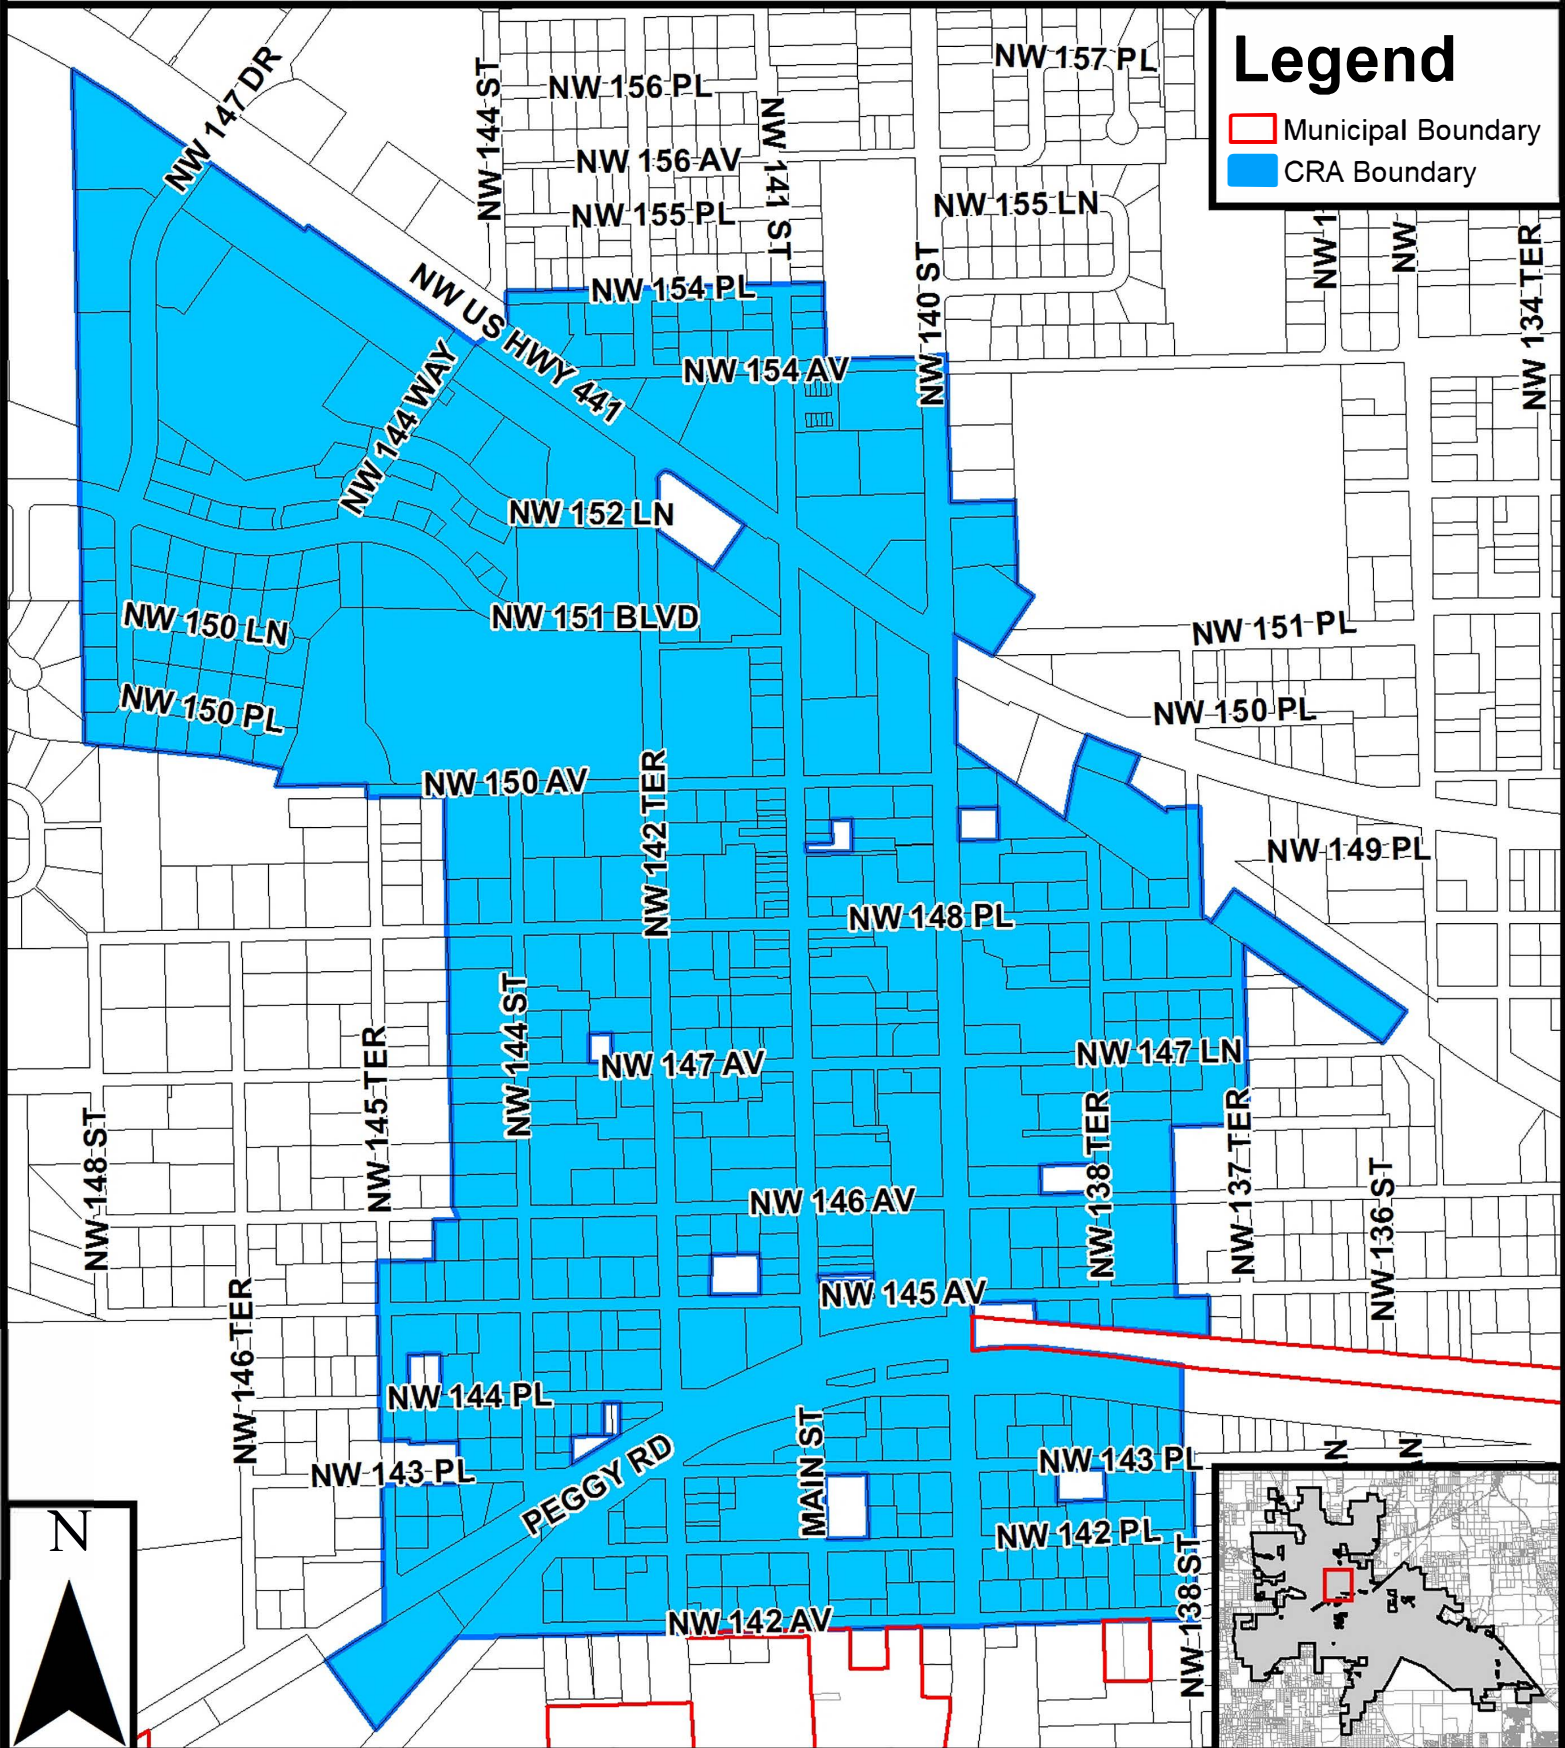 Legend
Municipal Boundary
CRA Boundary
NW 147 DR
NW 144 ST
NW 156 PL
NW 157 PL
NW 141 ST
NW 156 AV
NW 155 PL
NW 155 LN
NW 1
NW
NW 134 TER
NW 140 ST
NW 154 PL
NW US HWY 441
NW 154 AV
NW 144 WAY
NW 152 LN
NW 150 LN
NW 151 BLVD
NW 151 PL
NW 150 PL
NW 150 PL
NW 150 AV
NW 142 TER
NW 149 PL
NW 148 PL
NW 144 ST
NW 145 TER
NW 147 AV
NW 147 LN
NW 148 ST
NW 138 TER
NW 137 TER
NW 136 ST
NW 146 AV
NW 146 TER
NW 145 AV
NW 144 PL
NW 143 PL
PEGGY RD
MAIN ST
NW 143 PL
NW 142 PL
NW 138 ST
NW 142 AV
N